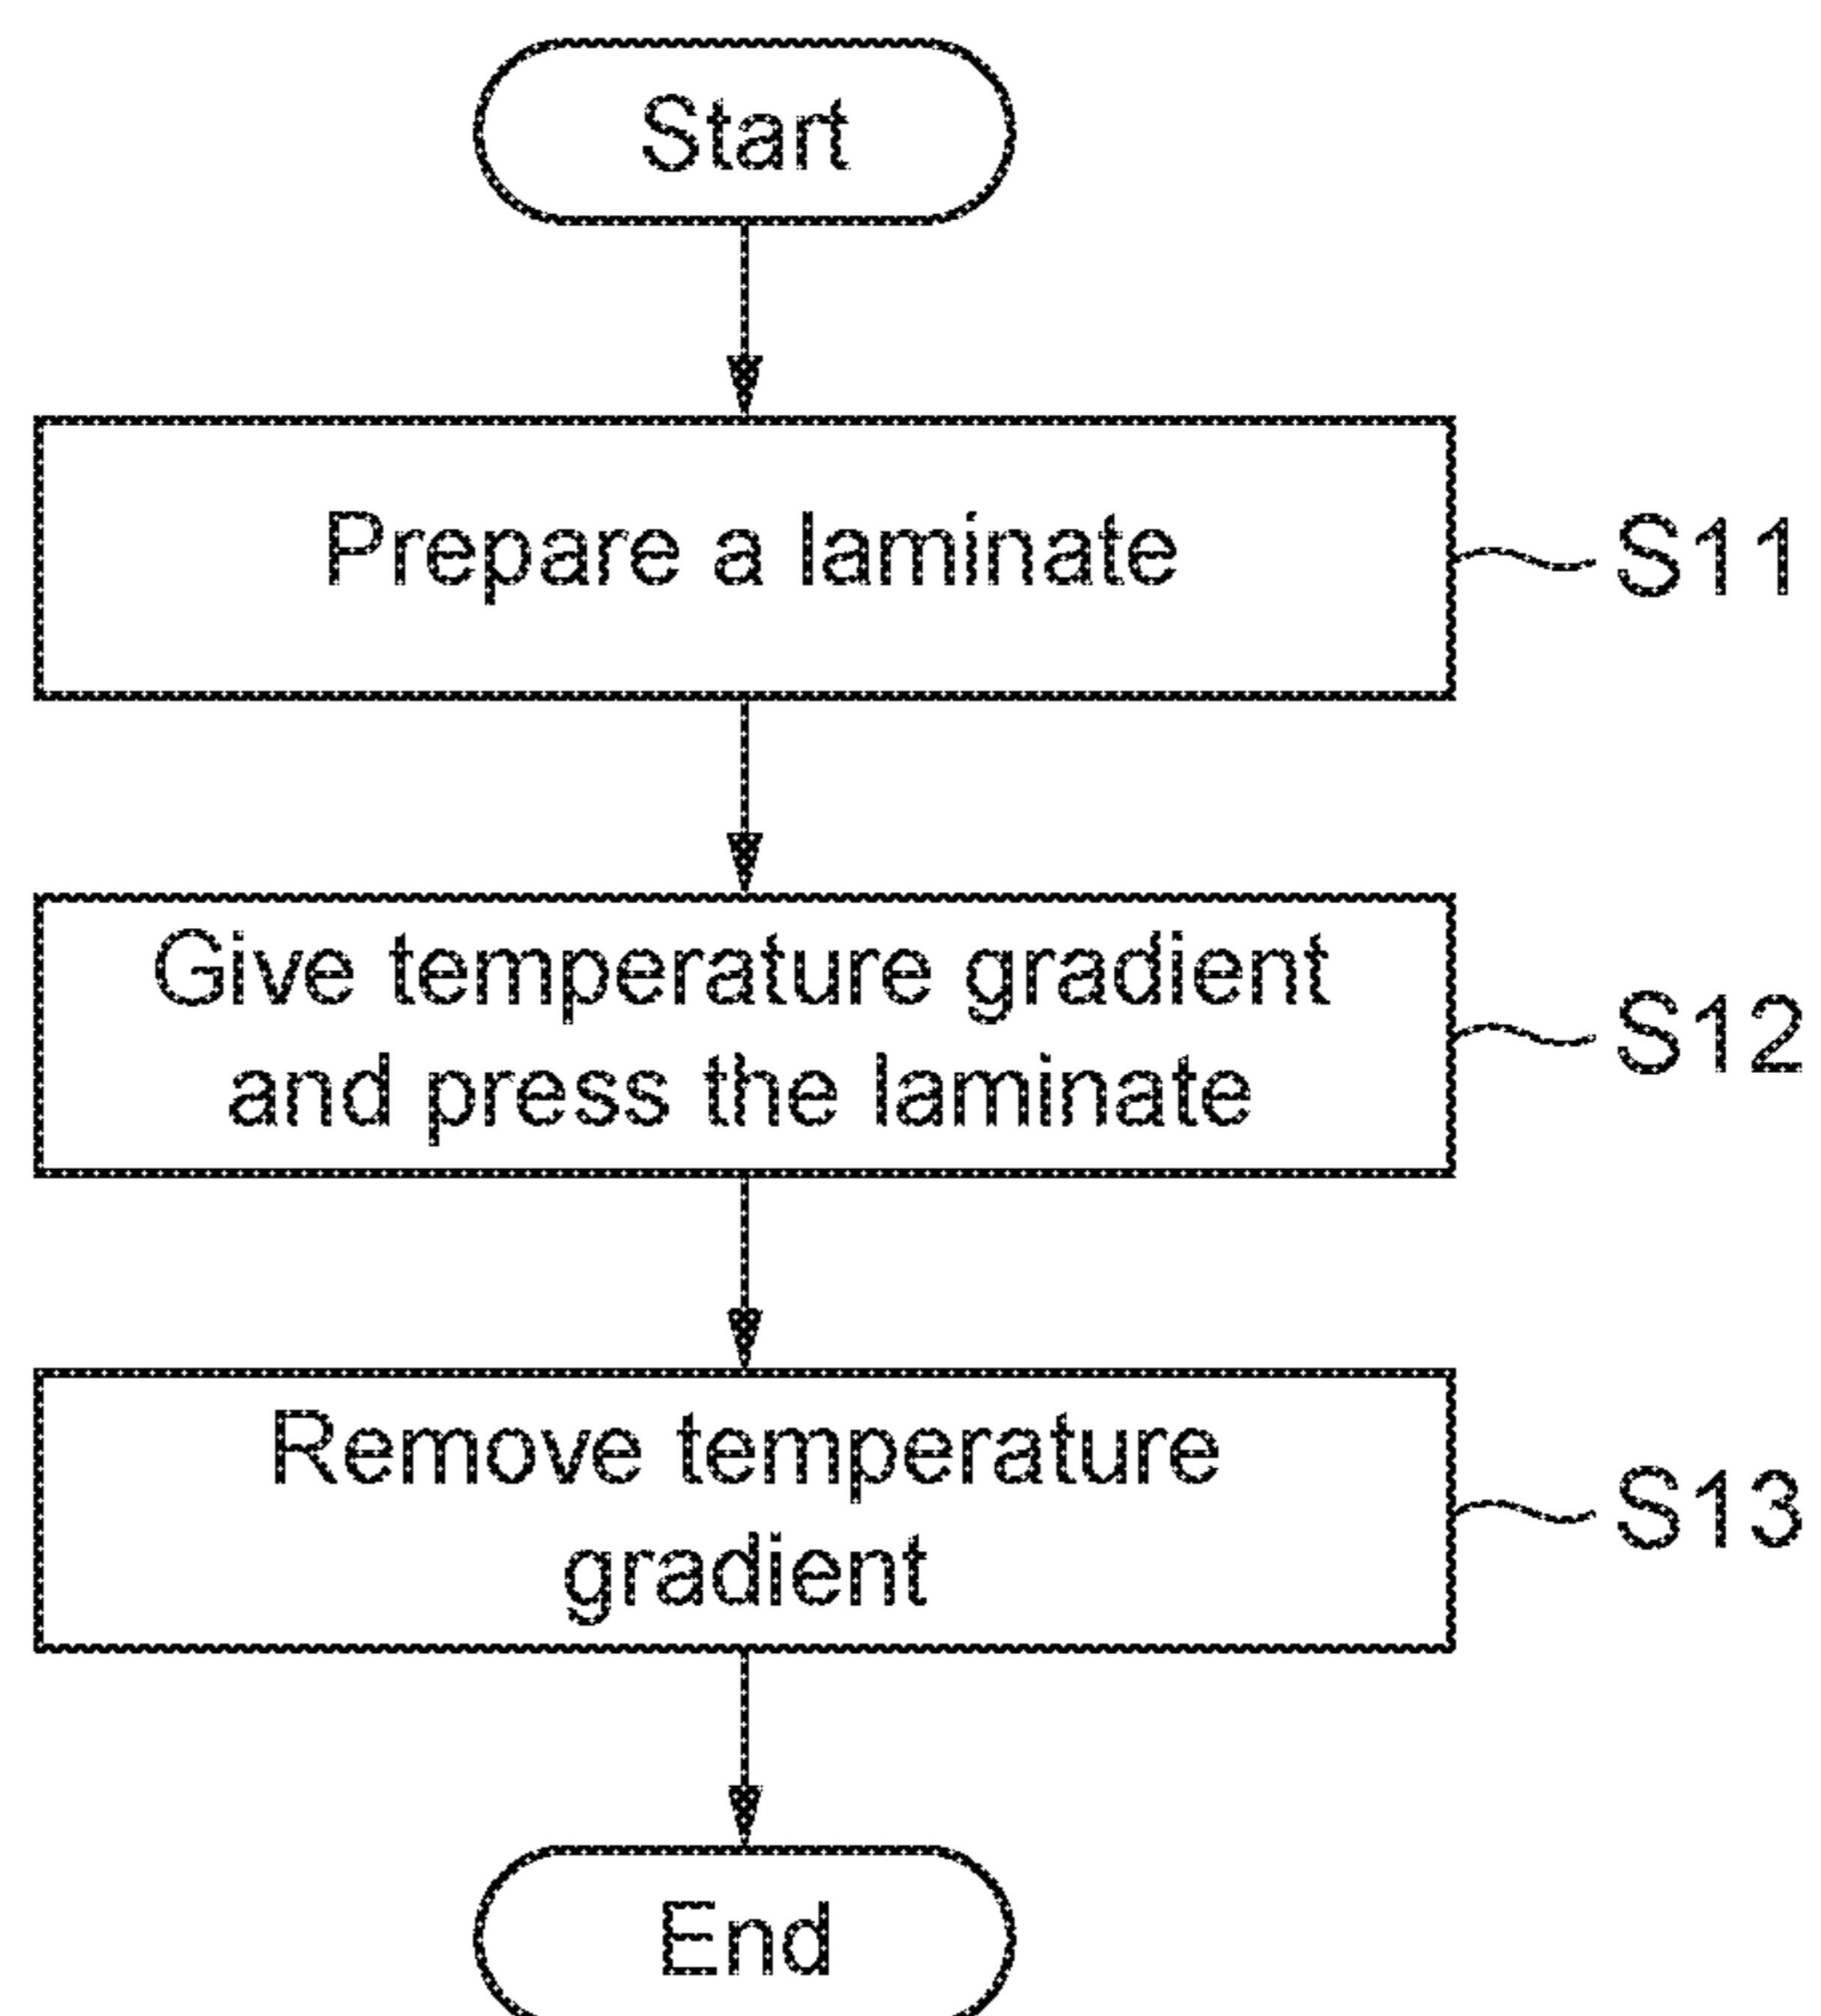 Start
Prepare a laminate
S11
Give temperature gradient
and press the laminate
S12
Remove temperature
gradient
S13
End